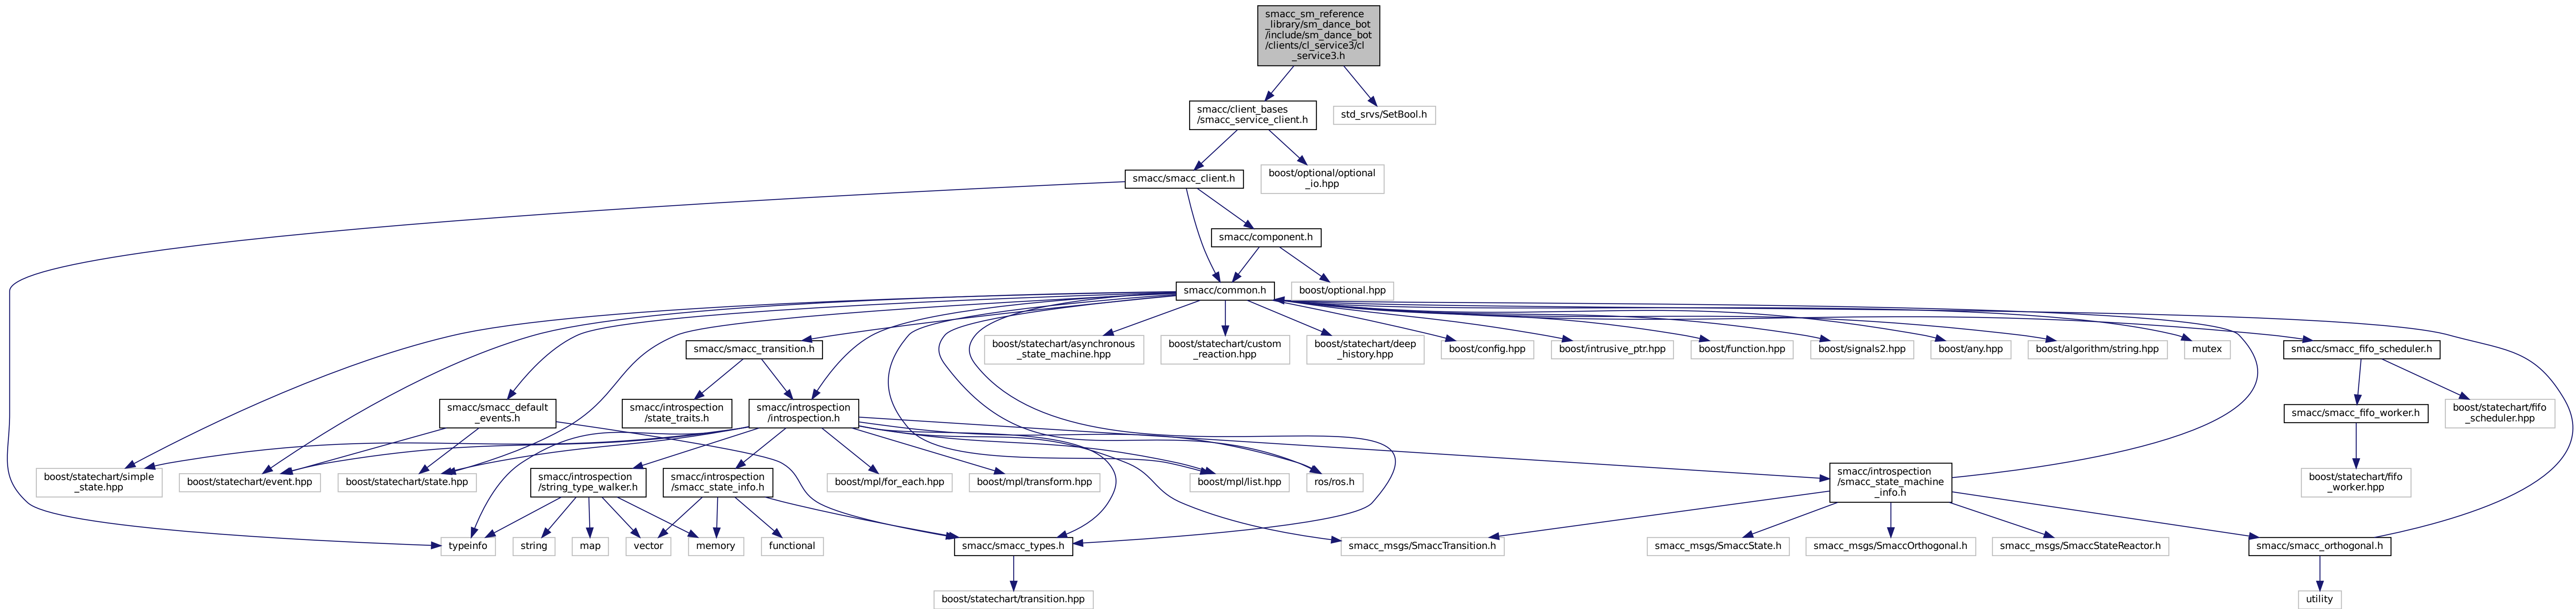 smacc_sm_reference
_library/sm_dance_bot
/include/sm_dance_bot
/clients/cl_service3/cl
_service3.h
smacc/client_bases
/smacc_service_client.h
std_srvs/SetBool.h
smacc/smacc_client.h
boost/optional/optional
_io.hpp
smacc/component.h
smacc/common.h
boost/optional.hpp
smacc/smacc_transition.h
boost/statechart/asynchronous
_state_machine.hpp
boost/statechart/custom
_reaction.hpp
boost/statechart/deep
_history.hpp
boost/config.hpp
boost/intrusive_ptr.hpp
boost/function.hpp
boost/signals2.hpp
boost/any.hpp
boost/algorithm/string.hpp
mutex
smacc/smacc_fifo_scheduler.h
smacc/smacc_default
_events.h
smacc/introspection
/state_traits.h
smacc/introspection
/introspection.h
smacc/smacc_fifo_worker.h
boost/statechart/fifo
_scheduler.hpp
boost/statechart/simple
_state.hpp
boost/statechart/event.hpp
boost/statechart/state.hpp
smacc/introspection
/string_type_walker.h
smacc/introspection
/smacc_state_info.h
boost/mpl/for_each.hpp
boost/mpl/transform.hpp
boost/mpl/list.hpp
ros/ros.h
smacc/introspection
/smacc_state_machine
_info.h
boost/statechart/fifo
_worker.hpp
typeinfo
string
map
vector
memory
functional
smacc/smacc_types.h
smacc_msgs/SmaccTransition.h
smacc_msgs/SmaccState.h
smacc_msgs/SmaccOrthogonal.h
smacc_msgs/SmaccStateReactor.h
smacc/smacc_orthogonal.h
boost/statechart/transition.hpp
utility